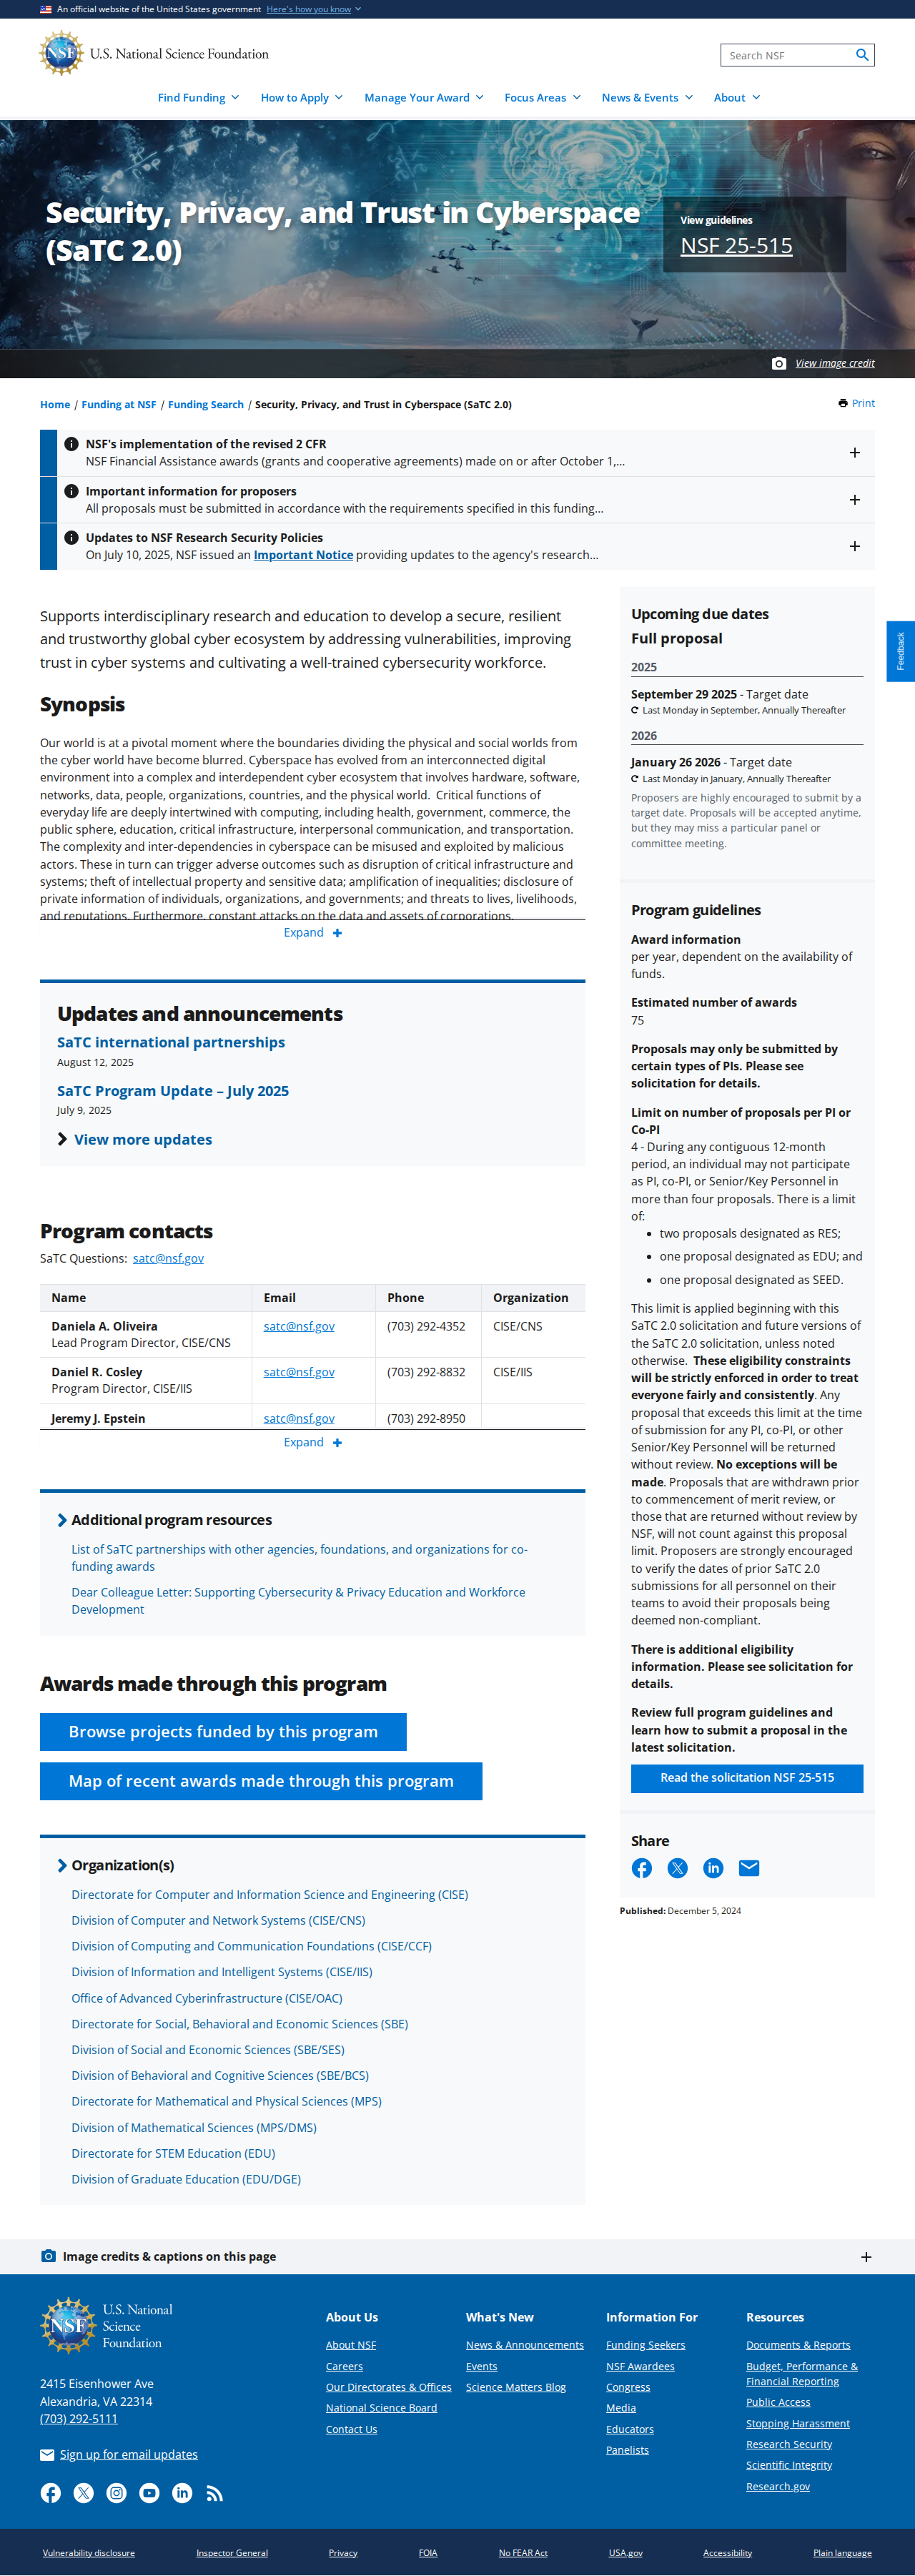 An official website of the United States government Here's how you know
NSF U.S. National Science Foundation
Search NSF
Find Funding How to Apply Manage Your Award Focus Areas News & Events About
Security, Privacy, and Trust in Cyberspace
(SaTC 2.0)
View guidelines
NSF 25-515
View image credit
Home / Funding at NSF / Funding Search / Security, Privacy, and Trust in Cyberspace (SaTC 2.0)
Print
NSF's implementation of the revised 2 CFR
NSF Financial Assistance awards (grants and cooperative agreements) made on or after October 1,...
Important information for proposers
All proposals must be submitted in accordance with the requirements specified in this funding...
Updates to NSF Research Security Policies
On July 10, 2025, NSF issued an Important Notice providing updates to the agency's research...
Supports interdisciplinary research and education to develop a secure, resilient
and trustworthy global cyber ecosystem by addressing vulnerabilities, improving
trust in cyber systems and cultivating a well-trained cybersecurity workforce.
Synopsis
Our world is at a pivotal moment where the boundaries dividing the physical and social worlds from
the cyber world have become blurred. Cyberspace has evolved from an interconnected digital
environment into a complex and interdependent cyber ecosystem that involves hardware, software,
networks, data, people, organizations, countries, and the physical world.  Critical functions of
everyday life are deeply intertwined with computing, including health, government, commerce, the
public sphere, education, critical infrastructure, interpersonal communication, and transportation.
The complexity and inter-dependencies in cyberspace can be misused and exploited by malicious
actors. These in turn can trigger adverse outcomes such as disruption of critical infrastructure and
systems; theft of intellectual property and sensitive data; amplification of inequalities; disclosure of
private information of individuals, organizations, and governments; and threats to lives, livelihoods,
and reputations. Furthermore, constant attacks on the data and assets of corporations,
Expand
Updates and announcements
SaTC international partnerships
August 12, 2025
SaTC Program Update – July 2025
July 9, 2025
View more updates
Program contacts
SaTC Questions:  satc@nsf.gov
Name Email Phone Organization
Daniela A. Oliveira satc@nsf.gov (703) 292-4352 CISE/CNS
Lead Program Director, CISE/CNS
Daniel R. Cosley satc@nsf.gov (703) 292-8832 CISE/IIS
Program Director, CISE/IIS
Jeremy J. Epstein satc@nsf.gov (703) 292-8950
Expand
Additional program resources
List of SaTC partnerships with other agencies, foundations, and organizations for co-
funding awards
Dear Colleague Letter: Supporting Cybersecurity & Privacy Education and Workforce
Development
Awards made through this program
Browse projects funded by this program
Map of recent awards made through this program
Organization(s)
Directorate for Computer and Information Science and Engineering (CISE)
Division of Computer and Network Systems (CISE/CNS)
Division of Computing and Communication Foundations (CISE/CCF)
Division of Information and Intelligent Systems (CISE/IIS)
Office of Advanced Cyberinfrastructure (CISE/OAC)
Directorate for Social, Behavioral and Economic Sciences (SBE)
Division of Social and Economic Sciences (SBE/SES)
Division of Behavioral and Cognitive Sciences (SBE/BCS)
Directorate for Mathematical and Physical Sciences (MPS)
Division of Mathematical Sciences (MPS/DMS)
Directorate for STEM Education (EDU)
Division of Graduate Education (EDU/DGE)
Upcoming due dates
Full proposal
2025
September 29 2025 - Target date
Last Monday in September, Annually Thereafter
2026
January 26 2026 - Target date
Last Monday in January, Annually Thereafter
Proposers are highly encouraged to submit by a
target date. Proposals will be accepted anytime,
but they may miss a particular panel or
committee meeting.
Feedback
Program guidelines
Award information
per year, dependent on the availability of
funds.
Estimated number of awards
75
Proposals may only be submitted by
certain types of PIs. Please see
solicitation for details.
Limit on number of proposals per PI or
Co-PI
4 - During any contiguous 12-month
period, an individual may not participate
as PI, co-PI, or Senior/Key Personnel in
more than four proposals. There is a limit
of:
• two proposals designated as RES;
• one proposal designated as EDU; and
• one proposal designated as SEED.
This limit is applied beginning with this
SaTC 2.0 solicitation and future versions of
the SaTC 2.0 solicitation, unless noted
otherwise.  These eligibility constraints
will be strictly enforced in order to treat
everyone fairly and consistently. Any
proposal that exceeds this limit at the time
of submission for any PI, co-PI, or other
Senior/Key Personnel will be returned
without review. No exceptions will be
made. Proposals that are withdrawn prior
to commencement of merit review, or
those that are returned without review by
NSF, will not count against this proposal
limit. Proposers are strongly encouraged
to verify the dates of prior SaTC 2.0
submissions for all personnel on their
teams to avoid their proposals being
deemed non-compliant.
There is additional eligibility
information. Please see solicitation for
details.
Review full program guidelines and
learn how to submit a proposal in the
latest solicitation.
Read the solicitation NSF 25-515
Share
Published: December 5, 2024
Image credits & captions on this page
NSF U.S. National
Science
Foundation
2415 Eisenhower Ave
Alexandria, VA 22314
(703) 292-5111
Sign up for email updates
About Us
About NSF
Careers
Our Directorates & Offices
National Science Board
Contact Us
What's New
News & Announcements
Events
Science Matters Blog
Information For
Funding Seekers
NSF Awardees
Congress
Media
Educators
Panelists
Resources
Documents & Reports
Budget, Performance &
Financial Reporting
Public Access
Stopping Harassment
Research Security
Scientific Integrity
Research.gov
Vulnerability disclosure Inspector General Privacy FOIA No FEAR Act USA.gov Accessibility Plain language